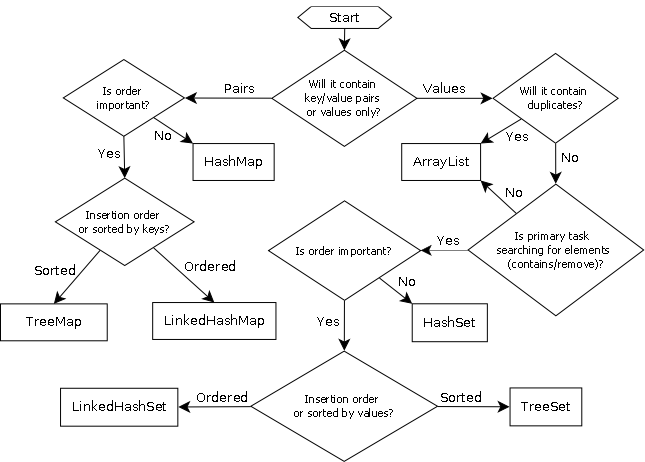 Start
Will it contain
key/value pairs
or values only?
Pairs
Values
Is order
important?
Will it contain
duplicates?
No
Yes
HashMap
Yes
ArrayList
No
No
Insertion order
or sorted by keys?
Is primary task
searching for elements
(contains/remove)?
Yes
Is order important?
Sorted
Ordered
No
TreeMap
LinkedHashMap
HashSet
Yes
Insertion order
or sorted by values?
Ordered
Sorted
LinkedHashSet
TreeSet